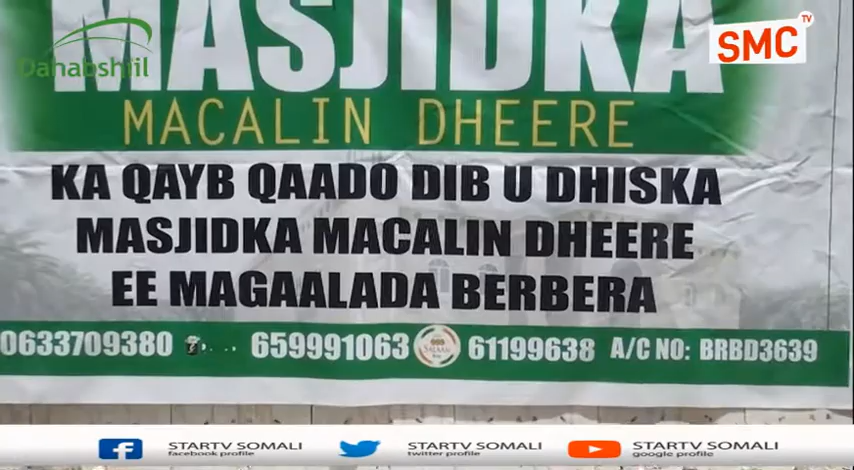 MASJIDKA
Dahabshiil
SMC TV
MACALIN DHEERE
KA QAYB QAADO DIB U DHISKA
MASJIDKA MACALIN DHEERE
EE MAGAALADA BERBERA
0633709380 659991063 61199638 A/C NO: BRBD3639
STARTV SOMALI STARTV SOMALI STARTV SOMALI
facebook profile twitter profile google profile